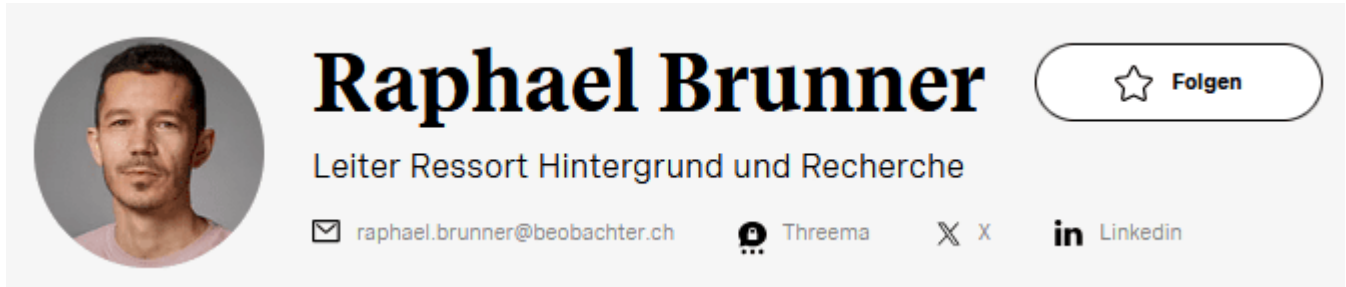 Raphael Brunner
Folgen
Leiter Ressort Hintergrund und Recherche
raphael.brunner@beobachter.ch Threema X Linkedin